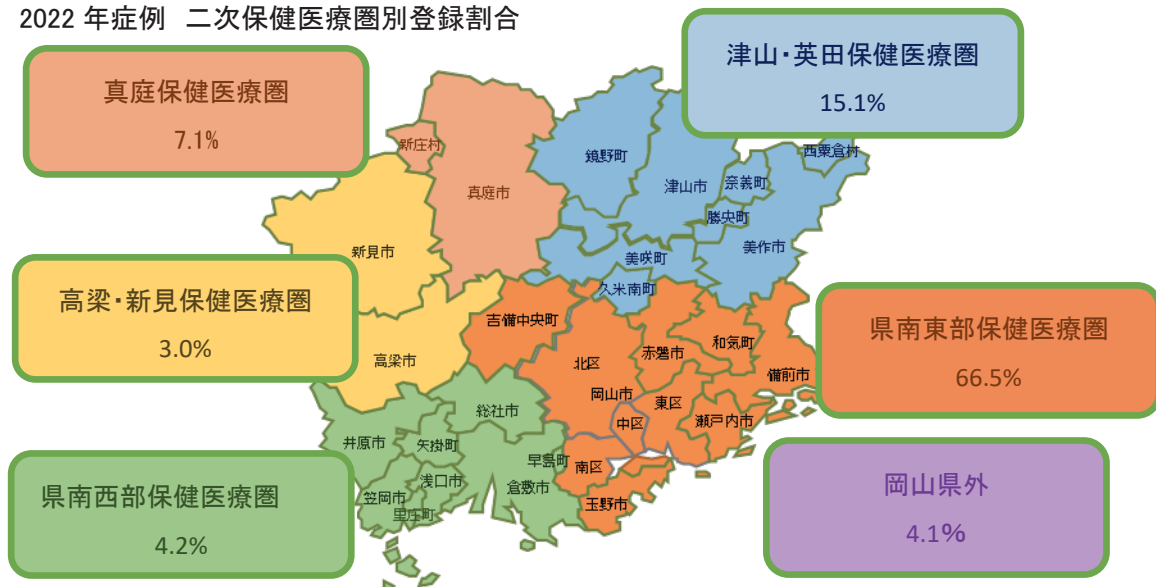 2022 年症例 二次保健医療圏別登録割合
真庭保健医療圏
7.1%
津山・英田保健医療圏
15.1%
高梁・新見保健医療圏
3.0%
県南東部保健医療圏
66.5%
県南西部保健医療圏
4.2%
岡山県外
4.1%
新庄村
真庭市
鏡野町
津山市
奈義町
西粟倉村
勝央町
美作市
美咲町
久米南町
新見市
高梁市
吉備中央町
北区
岡山市
中区
東区
南区
赤磐市
和気町
備前市
瀬戸内市
玉野市
総社市
井原市
矢掛町
早島町
倉敷市
浅口市
笠岡市
里庄町